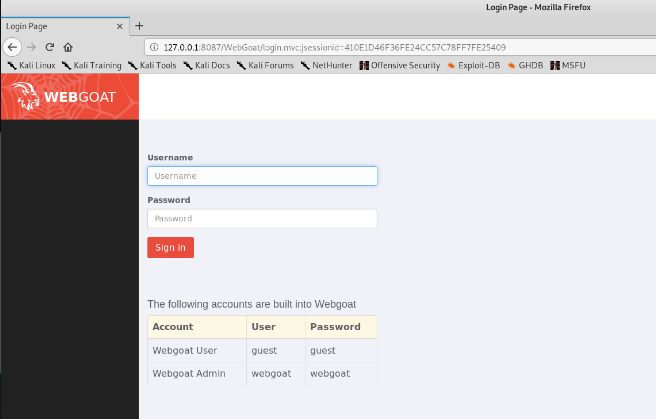 Login Page - Mozilla Firefox
Login Page
127.0.0.1:8087/WebGoat/login.mvc;jsessionid=410E1D46F36FE24CC57C78FF7FE25409
Kali Linux Kali Training Kali Tools Kali Docs Kali Forums NetHunter Offensive Security Exploit-DB GHDB MSFU
WEBGOAT
Username
Username
Password
Password
Sign in
The following accounts are built into Webgoat
Account User Password
Webgoat User guest guest
Webgoat Admin webgoat webgoat